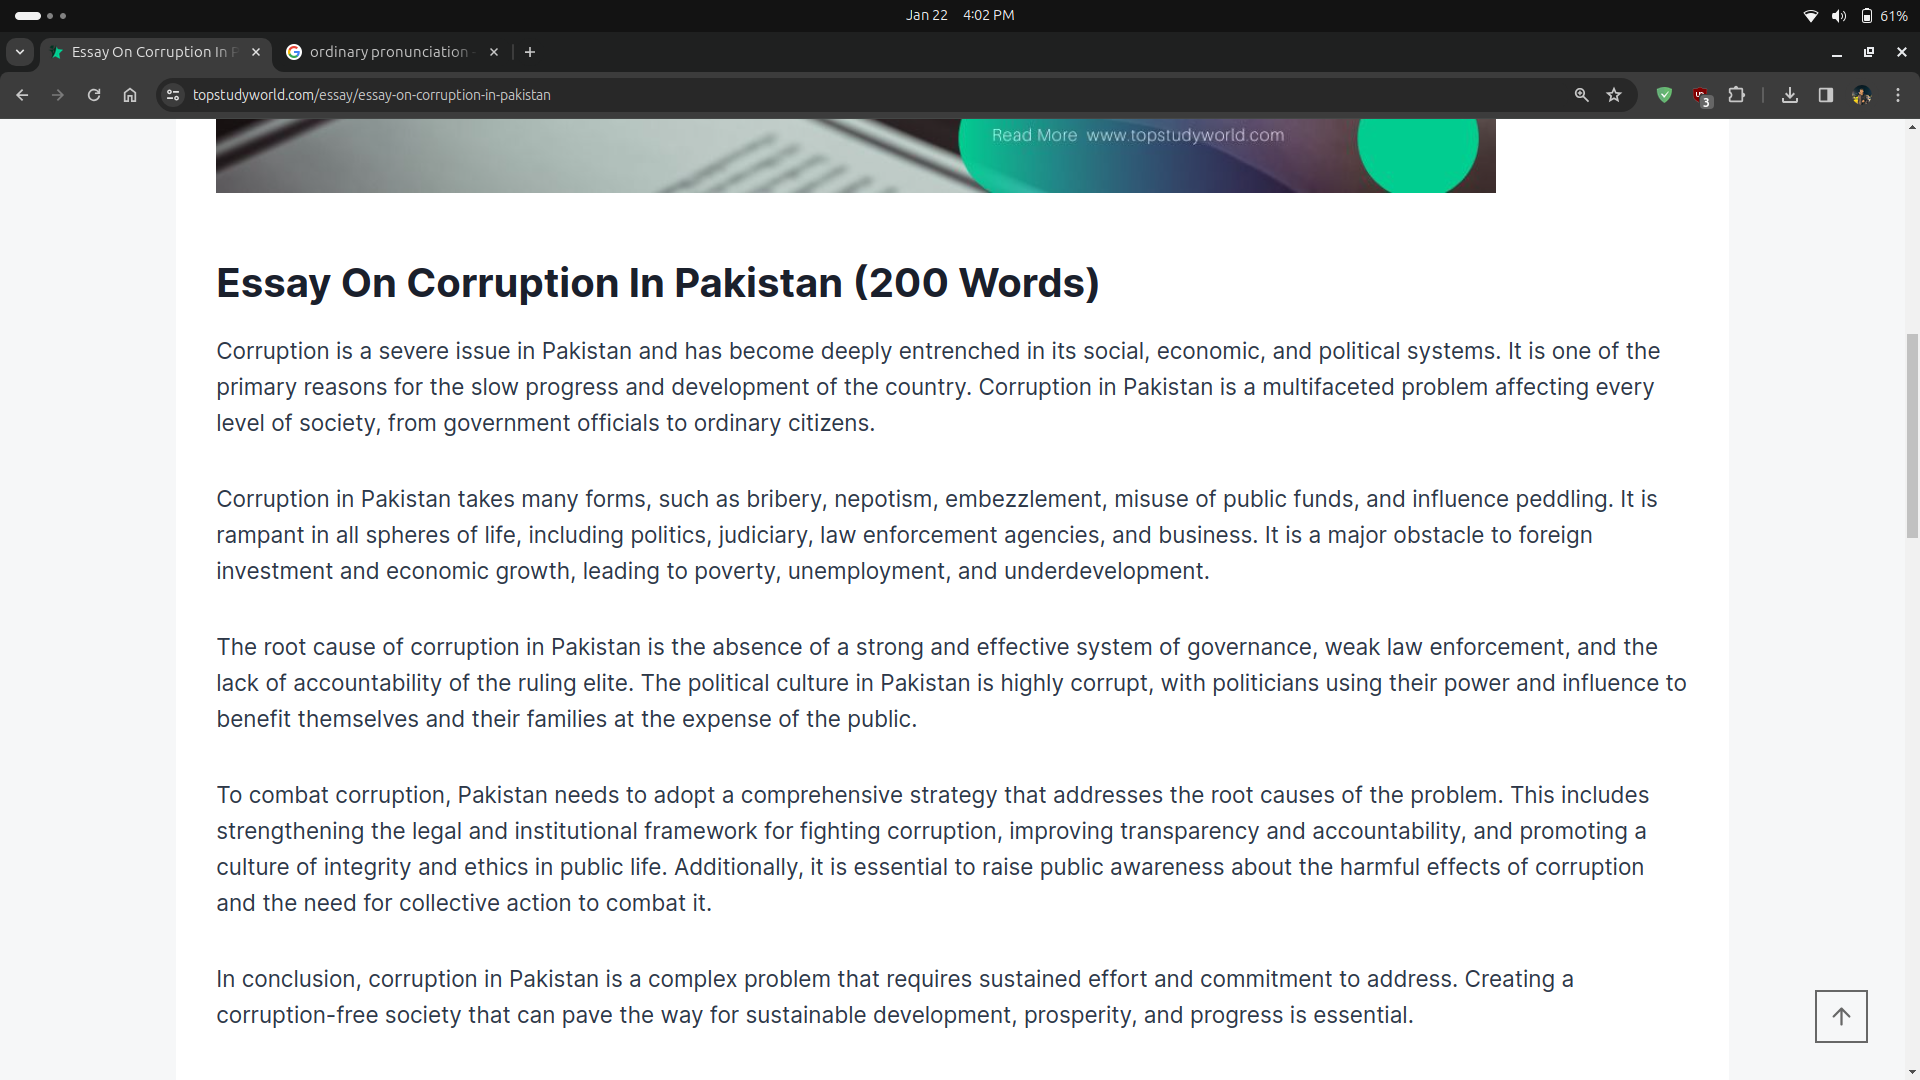 Jan 22 4:02 PM
61%
Essay On Corruption In P
ordinary pronunciation -
topstudyworld.com/essay/essay-on-corruption-in-pakistan
3
Read More www.topstudyworld.com
Essay On Corruption In Pakistan (200 Words)
Corruption is a severe issue in Pakistan and has become deeply entrenched in its social, economic, and political systems. It is one of the
primary reasons for the slow progress and development of the country. Corruption in Pakistan is a multifaceted problem affecting every
level of society, from government officials to ordinary citizens.
Corruption in Pakistan takes many forms, such as bribery, nepotism, embezzlement, misuse of public funds, and influence peddling. It is
rampant in all spheres of life, including politics, judiciary, law enforcement agencies, and business. It is a major obstacle to foreign
investment and economic growth, leading to poverty, unemployment, and underdevelopment.
The root cause of corruption in Pakistan is the absence of a strong and effective system of governance, weak law enforcement, and the
lack of accountability of the ruling elite. The political culture in Pakistan is highly corrupt, with politicians using their power and influence to
benefit themselves and their families at the expense of the public.
To combat corruption, Pakistan needs to adopt a comprehensive strategy that addresses the root causes of the problem. This includes
strengthening the legal and institutional framework for fighting corruption, improving transparency and accountability, and promoting a
culture of integrity and ethics in public life. Additionally, it is essential to raise public awareness about the harmful effects of corruption
and the need for collective action to combat it.
In conclusion, corruption in Pakistan is a complex problem that requires sustained effort and commitment to address. Creating a
corruption-free society that can pave the way for sustainable development, prosperity, and progress is essential.